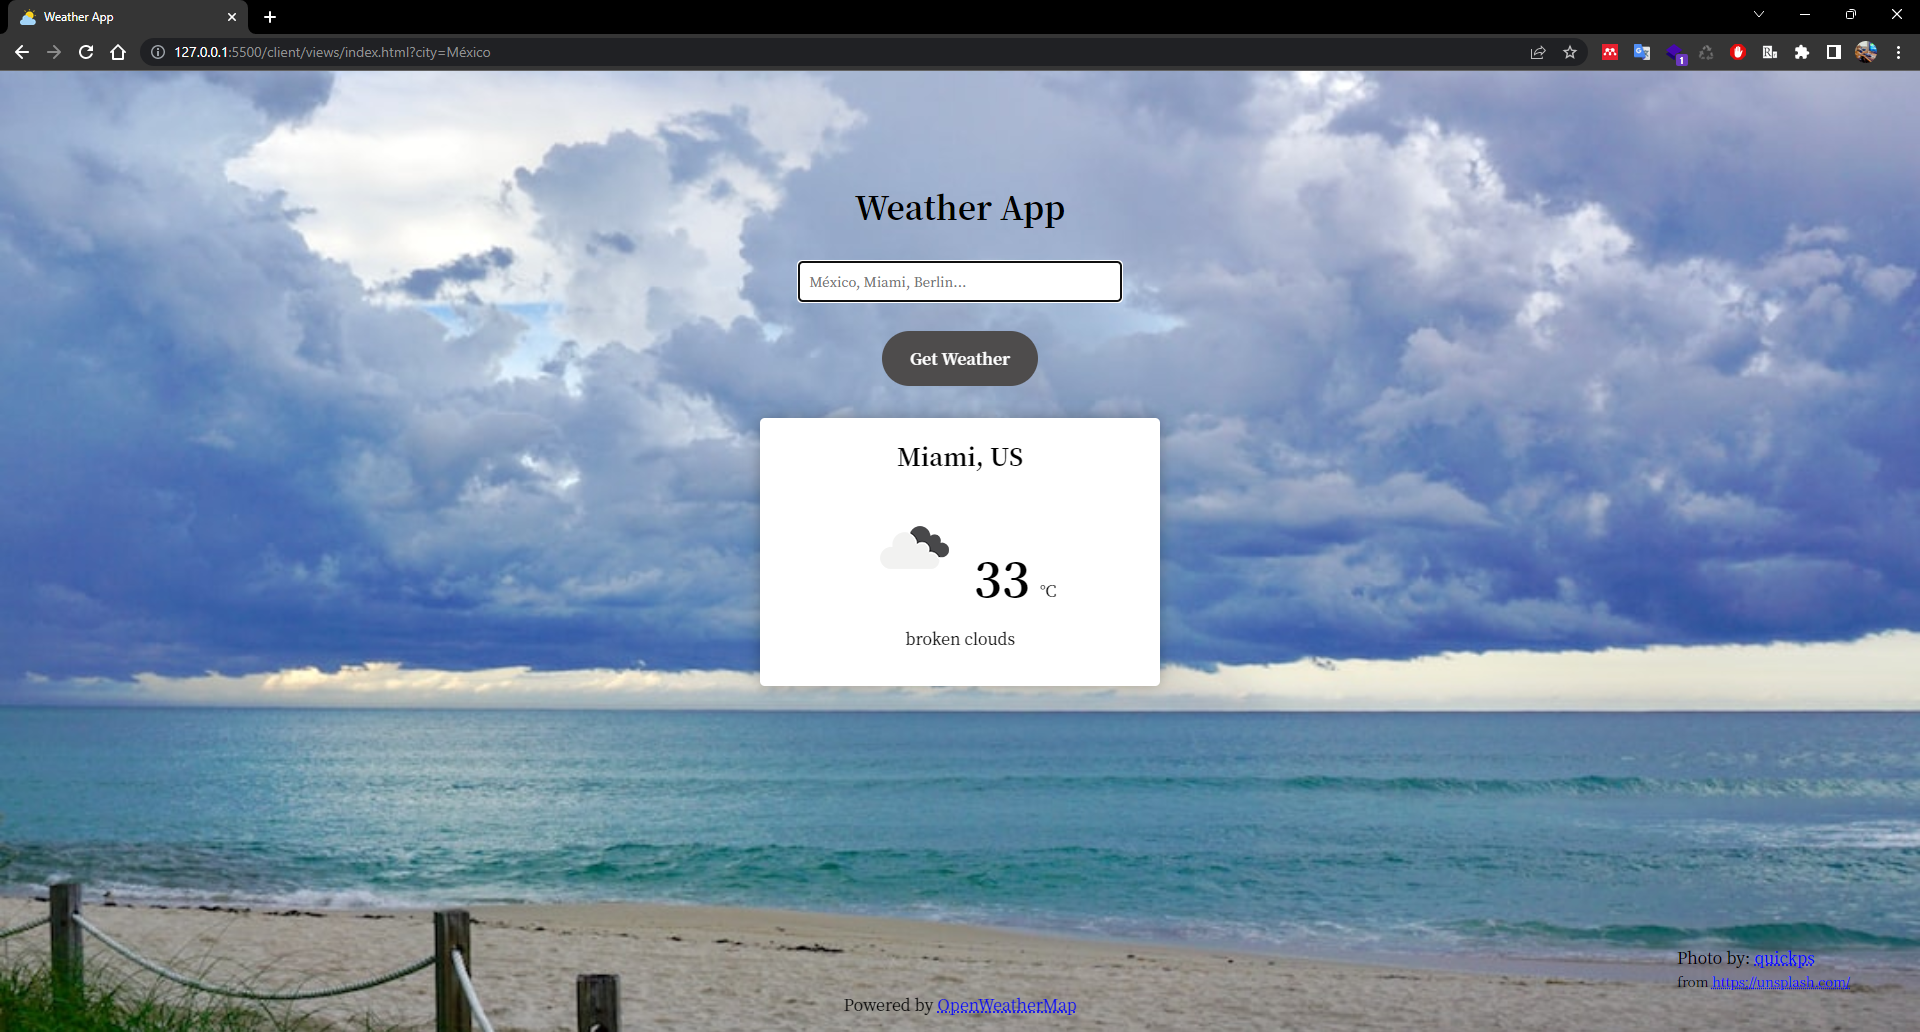 Weather App
127.0.0.1:5500/client/views/index.html?city=México
1
Weather App
México, Miami, Berlin...
Get Weather
Miami, US
33 °C
broken clouds
Photo by: quickps
from https://unsplash.com/
Powered by OpenWeatherMap